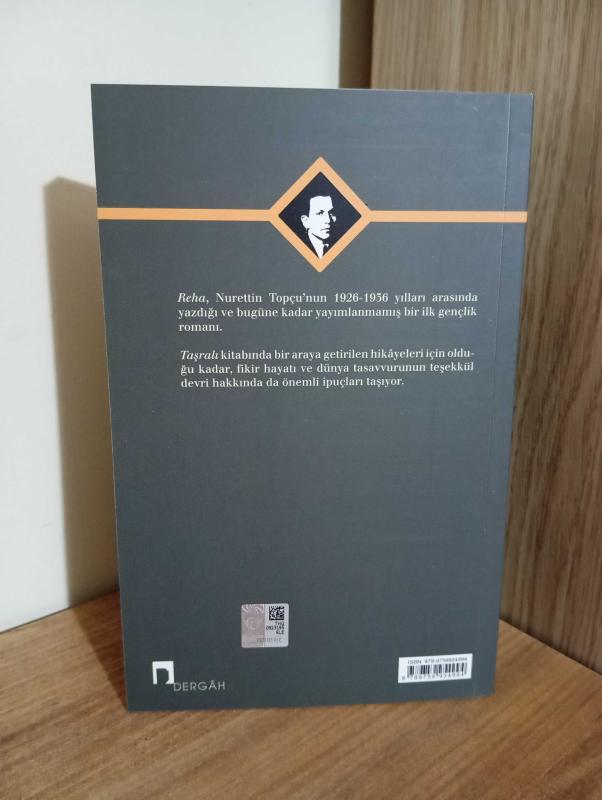 Reha, Nurettin Topçu'nun 1926-1936 yılları arasında
yazdığı ve bugüne kadar yayımlanmamış bir ilk gençlik
romanı.
Taşralı kitabında bir araya getirilen hikâyeleri için oldu-
ğu kadar, fikir hayatı ve dünya tasavvurunun teşekkül
devri hakkında da önemli ipuçları taşıyor.
DERGÂH